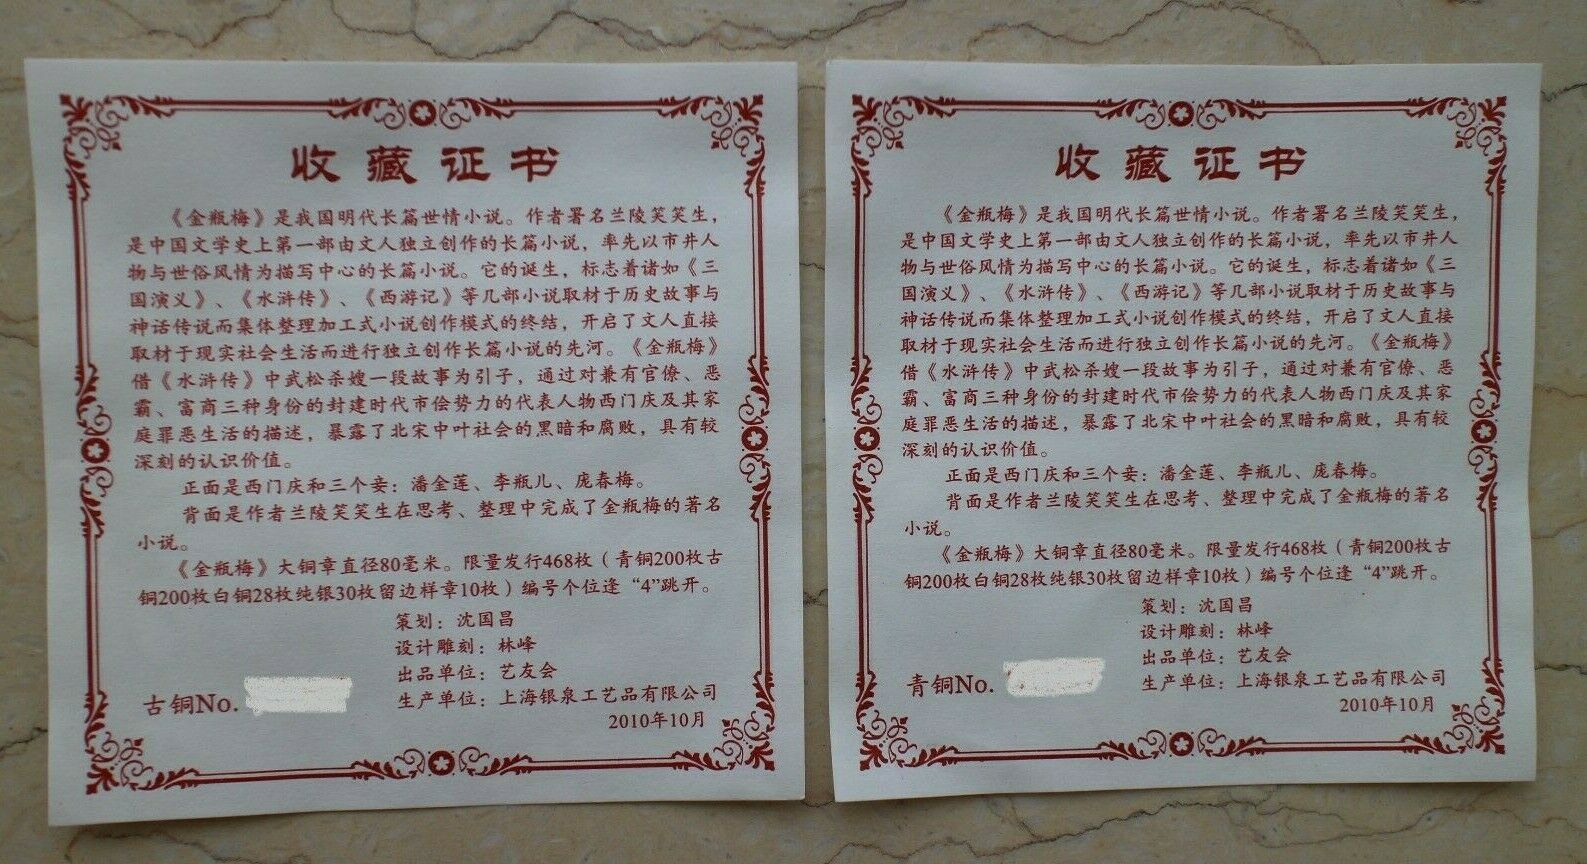 收藏证书
《金瓶梅》是我国明代长篇世情小说。作者署名兰陵笑笑生，
是中国文学史上第一部由文人独立创作的长篇小说，率先以市井人
物与世俗风情为描写中心的长篇小说。它的诞生，标志着诸如《三
国演义》、《水浒传》、《西游记》等几部小说取材于历史故事与
神话传说而集体整理加工式小说创作模式的终结，开启了文人直接
取材于现实社会生活而进行独立创作长篇小说的先河。《金瓶梅》
借《水浒传》中武松杀嫂一段故事为引子，通过对兼有官僚、恶
霸、富商三种身份的封建时代市侩势力的代表人物西门庆及其家
庭罪恶生活的描述，暴露了北宋中叶社会的黑暗和腐败，具有较
深刻的认识价值。
正面是西门庆和三个妾：潘金莲、李瓶儿、庞春梅。
背面是作者兰陵笑笑生在思考、整理中完成了金瓶梅的著名
小说。
《金瓶梅》大铜章直径80毫米。限量发行468枚（青铜200枚古
铜200枚白铜28枚纯银30枚留边样章10枚）编号个位逢“4”跳开。
策划：沈国昌
设计雕刻：林峰
出品单位：艺友会
古铜No.
生产单位：上海银泉工艺品有限公司
2010年10月
收藏证书
《金瓶梅》是我国明代长篇世情小说。作者署名兰陵笑笑生，
是中国文学史上第一部由文人独立创作的长篇小说，率先以市井人
物与世俗风情为描写中心的长篇小说。它的诞生，标志着诸如《三
国演义》、《水浒传》、《西游记》等几部小说取材于历史故事与
神话传说而集体整理加工式小说创作模式的终结，开启了文人直接
取材于现实社会生活而进行独立创作长篇小说的先河。《金瓶梅》
借《水浒传》中武松杀嫂一段故事为引子，通过对兼有官僚、恶
霸、富商三种身份的封建时代市侩势力的代表人物西门庆及其家
庭罪恶生活的描述，暴露了北宋中叶社会的黑暗和腐败，具有较
深刻的认识价值。
正面是西门庆和三个妾：潘金莲、李瓶儿、庞春梅。
背面是作者兰陵笑笑生在思考、整理中完成了金瓶梅的著名
小说。
《金瓶梅》大铜章直径80毫米。限量发行468枚（青铜200枚古
铜200枚白铜28枚纯银30枚留边样章10枚）编号个位逢“4”跳开。
策划：沈国昌
设计雕刻：林峰
出品单位：艺友会
青铜No.
生产单位：上海银泉工艺品有限公司
2010年10月